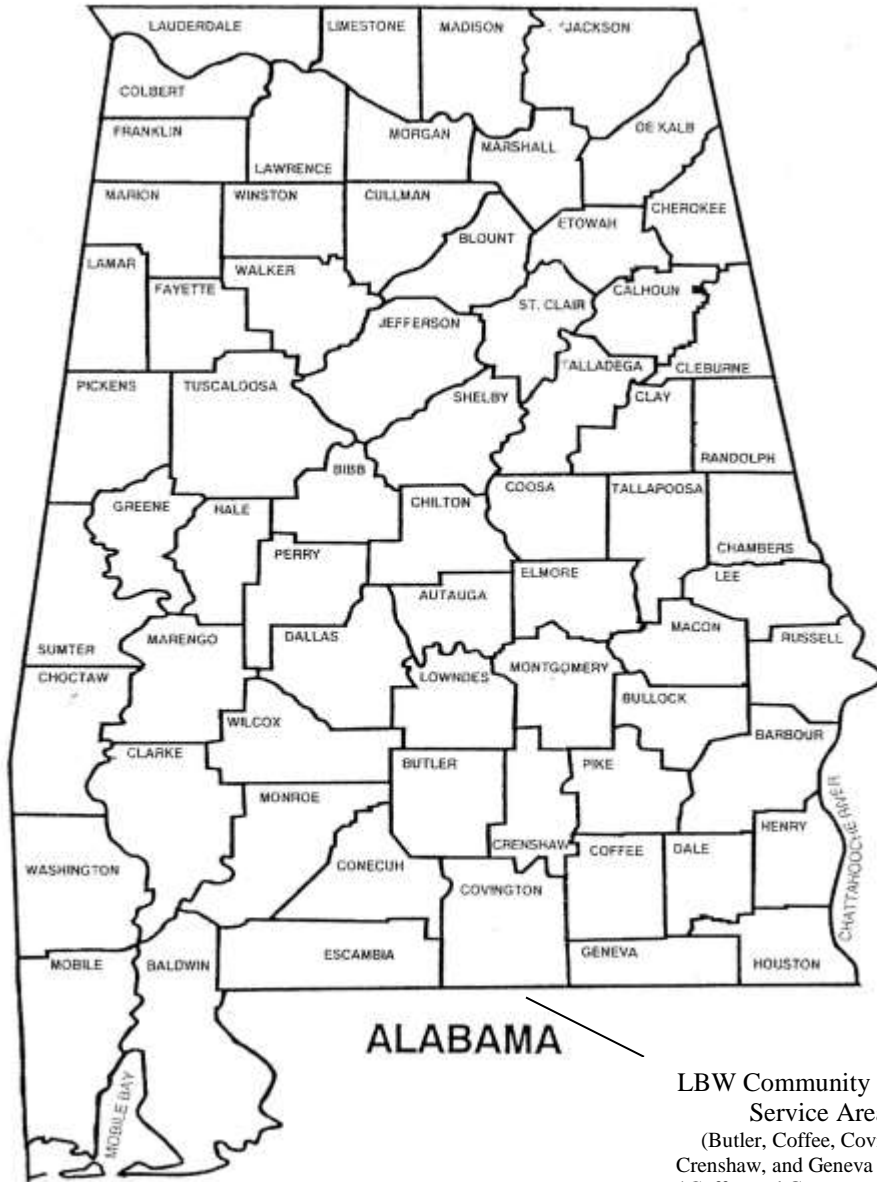 LAUDERDALE
LIMESTONE
MADISON
JACKSON
COLBERT
FRANKLIN
LAWRENCE
MORGAN
MARSHALL
DE KALB
MARION
WINSTON
CULLMAN
BLOUNT
ETOWAH
CHEROKEE
LAMAR
FAYETTE
WALKER
JEFFERSON
ST. CLAIR
CALHOUN
TALLADEGA
CLEBURNE
PICKENS
TUSCALOOSA
SHELBY
CLAY
RANDOLPH
BIBB
GREENE
HALE
CHILTON
COOSA
TALLAPOOSA
CHAMBERS
PERRY
ELMORE
LEE
AUTAUGA
SUMTER
MARENGO
DALLAS
MACON
RUSSELL
CHOCTAW
LOWNDES
MONTGOMERY
BULLOCK
WILCOX
CLARKE
BUTLER
PIKE
BARBOUR
MONROE
CRENSHAW
COFFEE
DALE
HENRY
WASHINGTON
CONECUH
COVINGTON
CHATTAHOOCHE RIVER
MOBILE
BALDWIN
ESCAMBIA
GENEVA
HOUSTON
MOBILE BAY
ALABAMA
LBW Community
Service Area
(Butler, Coffee, Cov
Crenshaw, and Geneva